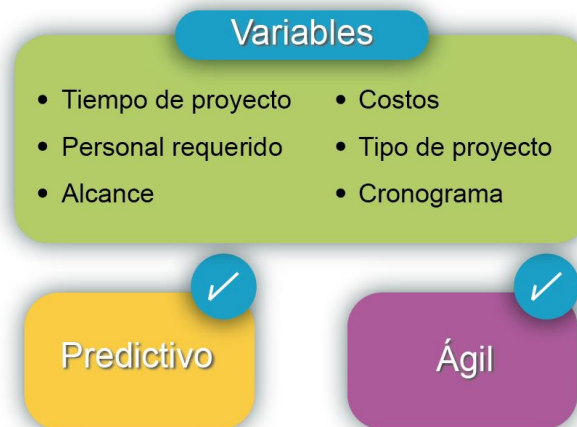 Variables
• Tiempo de proyecto
• Personal requerido
• Alcance
• Costos
• Tipo de proyecto
• Cronograma
Predictivo
Ágil